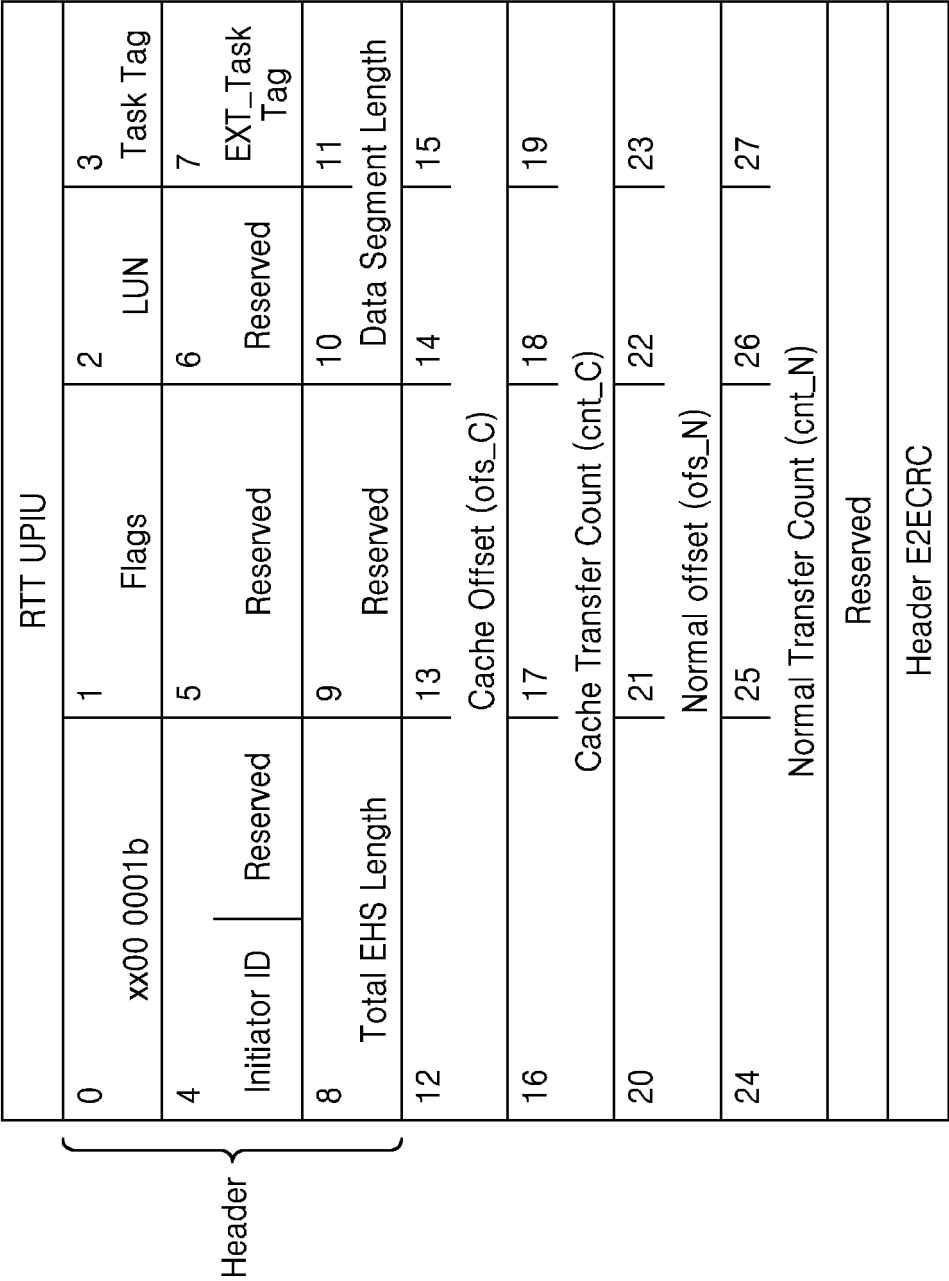 RTT UPIU
Header
0
xx00 0001b
1
Flags
2
LUN
3
Task Tag
4
Initiator ID
Reserved
5
Reserved
6
Reserved
7
EXT_Task
Tag
8
Total EHS Length
9
Reserved
10
11
Data Segment Length
12
13
14
15
Cache Offset (ofs_C)
16
17
18
19
Cache Transfer Count (cnt_C)
20
21
22
23
Normal offset (ofs_N)
24
25
26
27
Normal Transfer Count (cnt_N)
Reserved
Header E2ECRC